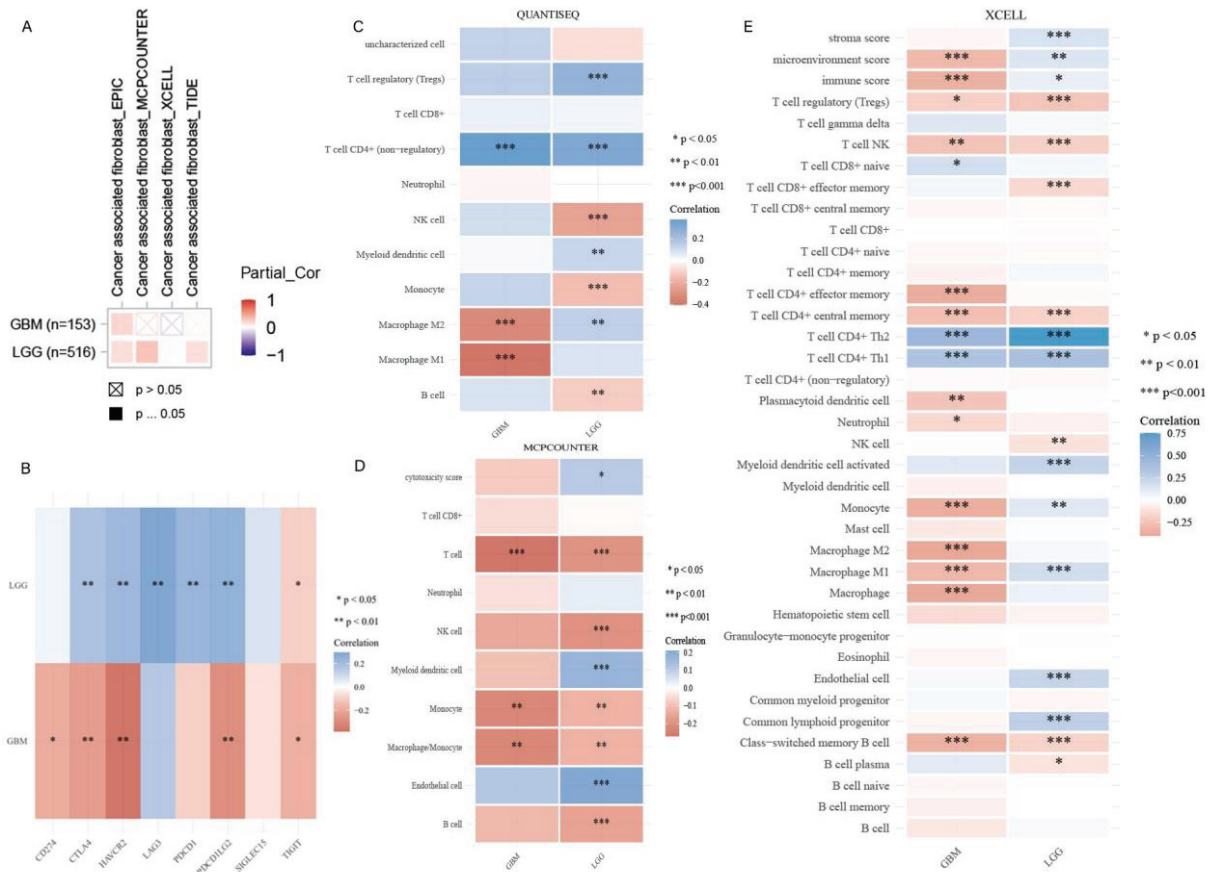 A
Cancer associated fibroblast_EPIC
Cancer associated fibroblast_MCPCOUNTER
Cancer associated fibroblast_XCELL
Cancer associated fibroblast_TIDE
GBM (n=153)
LGG (n=516)
Partial_Cor
1
0
−1
p > 0.05
p ... 0.05
B
LGG
** ** ** ** ** *
GBM
* ** ** ** *
CD274
CTLA4
HAVCR2
LAG3
PDCD1
PDCD1LG2
SIGLEC15
TIGIT
* p < 0.05
** p < 0.01
Correlation
0.2
0.0
−0.2
C
QUANTISEQ
uncharacterized cell
T cell regulatory (Tregs) ***
T cell CD8+
T cell CD4+ (non-regulatory) *** ***
Neutrophil
NK cell ***
Myeloid dendritic cell **
Monocyte ***
Macrophage M2 *** **
Macrophage M1 ***
B cell **
GBM
LGG
* p < 0.05
** p < 0.01
*** p<0.001
Correlation
0.2
0.0
−0.2
−0.4
D
MCPCOUNTER
cytotoxicity score *
T cell CD8+
T cell *** ***
Neutrophil
NK cell ***
Myeloid dendritic cell ***
Monocyte ** **
Macrophage/Monocyte ** **
Endothelial cell ***
B cell ***
GBM
LGG
* p < 0.05
** p < 0.01
*** p<0.001
Correlation
0.2
0.1
0.0
−0.1
−0.2
E
XCELL
stroma score ***
microenvironment score *** **
immune score *** *
T cell regulatory (Tregs) * ***
T cell gamma delta
T cell NK ** ***
T cell CD8+ naive *
T cell CD8+ effector memory ***
T cell CD8+ central memory
T cell CD8+
T cell CD4+ naive
T cell CD4+ memory
T cell CD4+ effector memory ***
T cell CD4+ central memory *** ***
T cell CD4+ Th2 *** ***
T cell CD4+ Th1 *** ***
T cell CD4+ (non-regulatory)
Plasmacytoid dendritic cell **
Neutrophil *
NK cell **
Myeloid dendritic cell activated ***
Myeloid dendritic cell
Monocyte *** **
Mast cell
Macrophage M2 ***
Macrophage M1 *** ***
Macrophage ***
Hematopoietic stem cell
Granulocyte−monocyte progenitor
Eosinophil
Endothelial cell ***
Common myeloid progenitor
Common lymphoid progenitor ***
Class−switched memory B cell *** ***
B cell plasma *
B cell naive
B cell memory
B cell
GBM
LGG
* p < 0.05
** p < 0.01
*** p<0.001
Correlation
0.75
0.50
0.25
0.00
−0.25